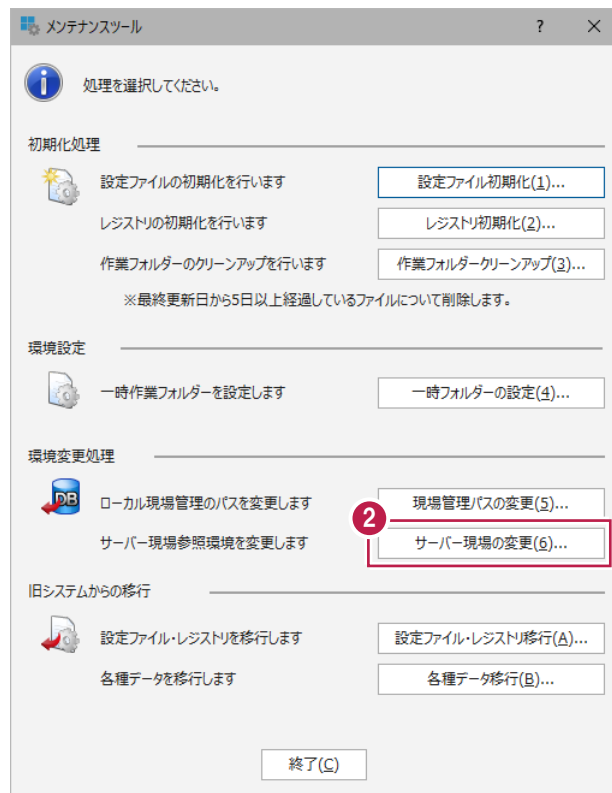 メンテナンスツール
?
×
処理を選択してください。
初期化処理
設定ファイルの初期化を行います
設定ファイル初期化(1)...
レジストリの初期化を行います
レジストリ初期化(2)...
作業フォルダーのクリーンアップを行います
作業フォルダークリーンアップ(3)...
※最終更新日から5日以上経過しているファイルについて削除します。
環境設定
一時作業フォルダーを設定します
一時フォルダーの設定(4)...
環境変更処理
DB
ローカル現場管理のパスを変更します
現場管理パスの変更(5)...
2
サーバー現場参照環境を変更します
サーバー現場の変更(6)...
旧システムからの移行
設定ファイル・レジストリを移行します
設定ファイル・レジストリ移行(A)...
各種データを移行します
各種データ移行(B)...
終了(C)